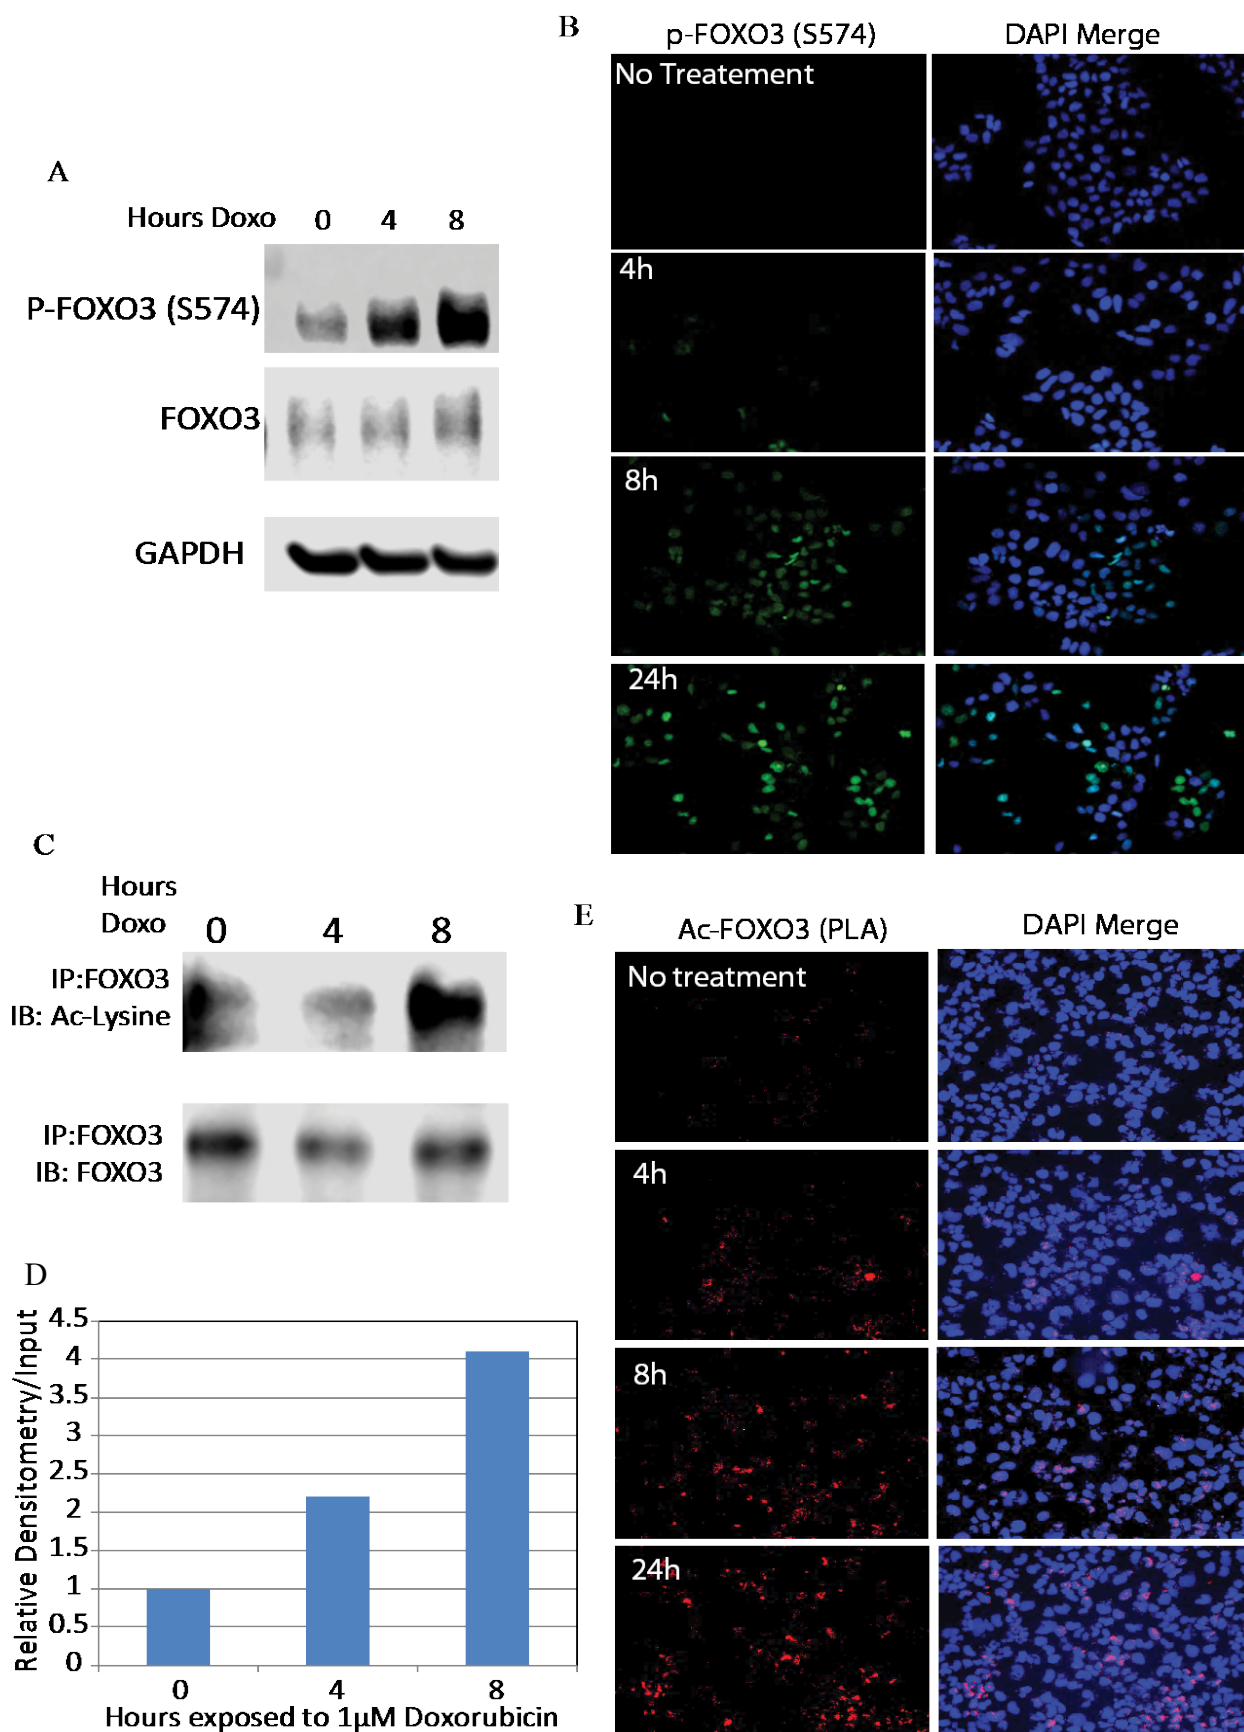 A
Hours Doxo 0 4 8
P-FOXO3 (S574)
FOXO3
GAPDH
B
p-FOXO3 (S574) DAPI Merge
No Treatement
4h
8h
24h
C
Hours
Doxo 0 4 8
IP:FOXO3
IB: Ac-Lysine
IP:FOXO3
IB: FOXO3
D
Relative Densitometry/Input
4.5
4
3.5
3
2.5
2
1.5
1
0.5
0
0 4 8
Hours exposed to 1µM Doxorubicin
E
Ac-FOXO3 (PLA) DAPI Merge
No treatment
4h
8h
24h